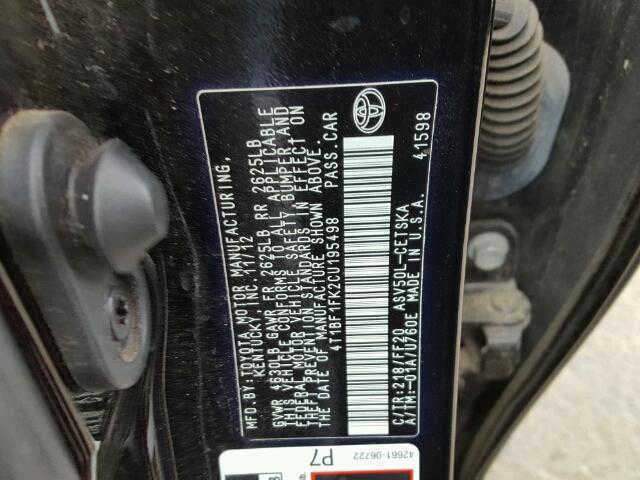 MFD.BY:TOYOTA MOTOR MANUFACTURING,
KENTUCKY, INC. 11/12
GVWR 4630LB GAWR FR 2625LB RR 2625LB
THIS VEHICLE CONFORMS TO ALL APPLICABLE
FEDERAL MOTOR VEHICLE SAFETY, BUMPER, AND
THEFT PREVENTION STANDARDS IN EFFECT ON
THE DATE OF MANUFACTURE SHOWN ABOVE.
4T1BF1FK2CU195498 PASS.CAR
C/TR:218/FF20 ASV50L-CETSKA
A/TM:-01A/U760E MADE IN U.S.A.
41598
42661-06722
P7